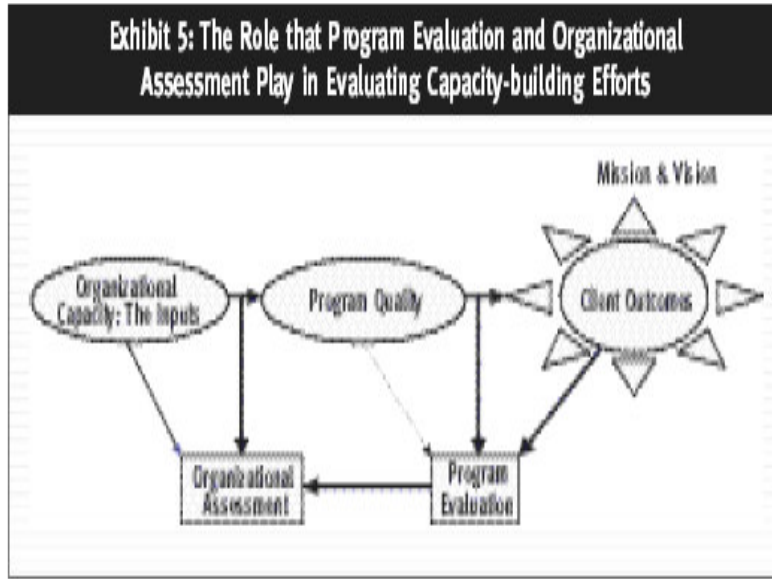 Exhibit 5: The Role that Program Evaluation and Organizational
Assessment Play in Evaluating Capacity-building Efforts
Mission & Vision
Organizational
Capacity: The Inputs
Program Quality
Client Outcomes
Organizational
Assessment
Program
Evaluation